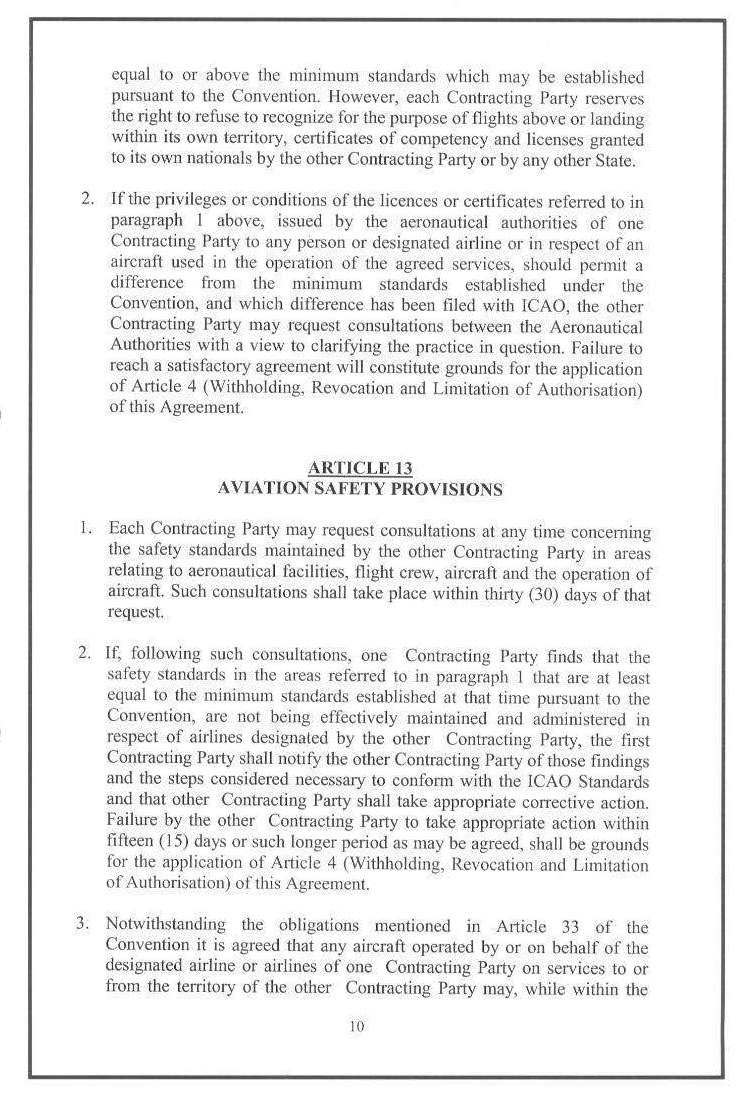 equal to or above the minimum standards which may be established
pursuant to the Convention. However, each Contracting Party reserves
the right to refuse to recognize for the purpose of flights above or landing
within its own territory, certificates of competency and licenses granted
to its own nationals by the other Contracting Party or by any other State.
2. If the privileges or conditions of the licences or certificates referred to in
paragraph 1 above, issued by the aeronautical authorities of one
Contracting Party to any person or designated airline or in respect of an
aircraft used in the operation of the agreed services, should permit a
difference from the minimum standards established under the
Convention, and which difference has been filed with ICAO, the other
Contracting Party may request consultations between the Aeronautical
Authorities with a view to clarifying the practice in question. Failure to
reach a satisfactory agreement will constitute grounds for the application
of Article 4 (Withholding, Revocation and Limitation of Authorisation)
of this Agreement.
ARTICLE 13
AVIATION SAFETY PROVISIONS
1. Each Contracting Party may request consultations at any time concerning
the safety standards maintained by the other Contracting Party in areas
relating to aeronautical facilities, flight crew, aircraft and the operation of
aircraft. Such consultations shall take place within thirty (30) days of that
request.
2. If, following such consultations, one Contracting Party finds that the
safety standards in the areas referred to in paragraph 1 that are at least
equal to the minimum standards established at that time pursuant to the
Convention, are not being effectively maintained and administered in
respect of airlines designated by the other Contracting Party, the first
Contracting Party shall notify the other Contracting Party of those findings
and the steps considered necessary to conform with the ICAO Standards
and that other Contracting Party shall take appropriate corrective action.
Failure by the other Contracting Party to take appropriate action within
fifteen (15) days or such longer period as may be agreed, shall be grounds
for the application of Article 4 (Withholding, Revocation and Limitation
of Authorisation) of this Agreement.
3. Notwithstanding the obligations mentioned in Article 33 of the
Convention it is agreed that any aircraft operated by or on behalf of the
designated airline or airlines of one Contracting Party on services to or
from the territory of the other Contracting Party may, while within the
10